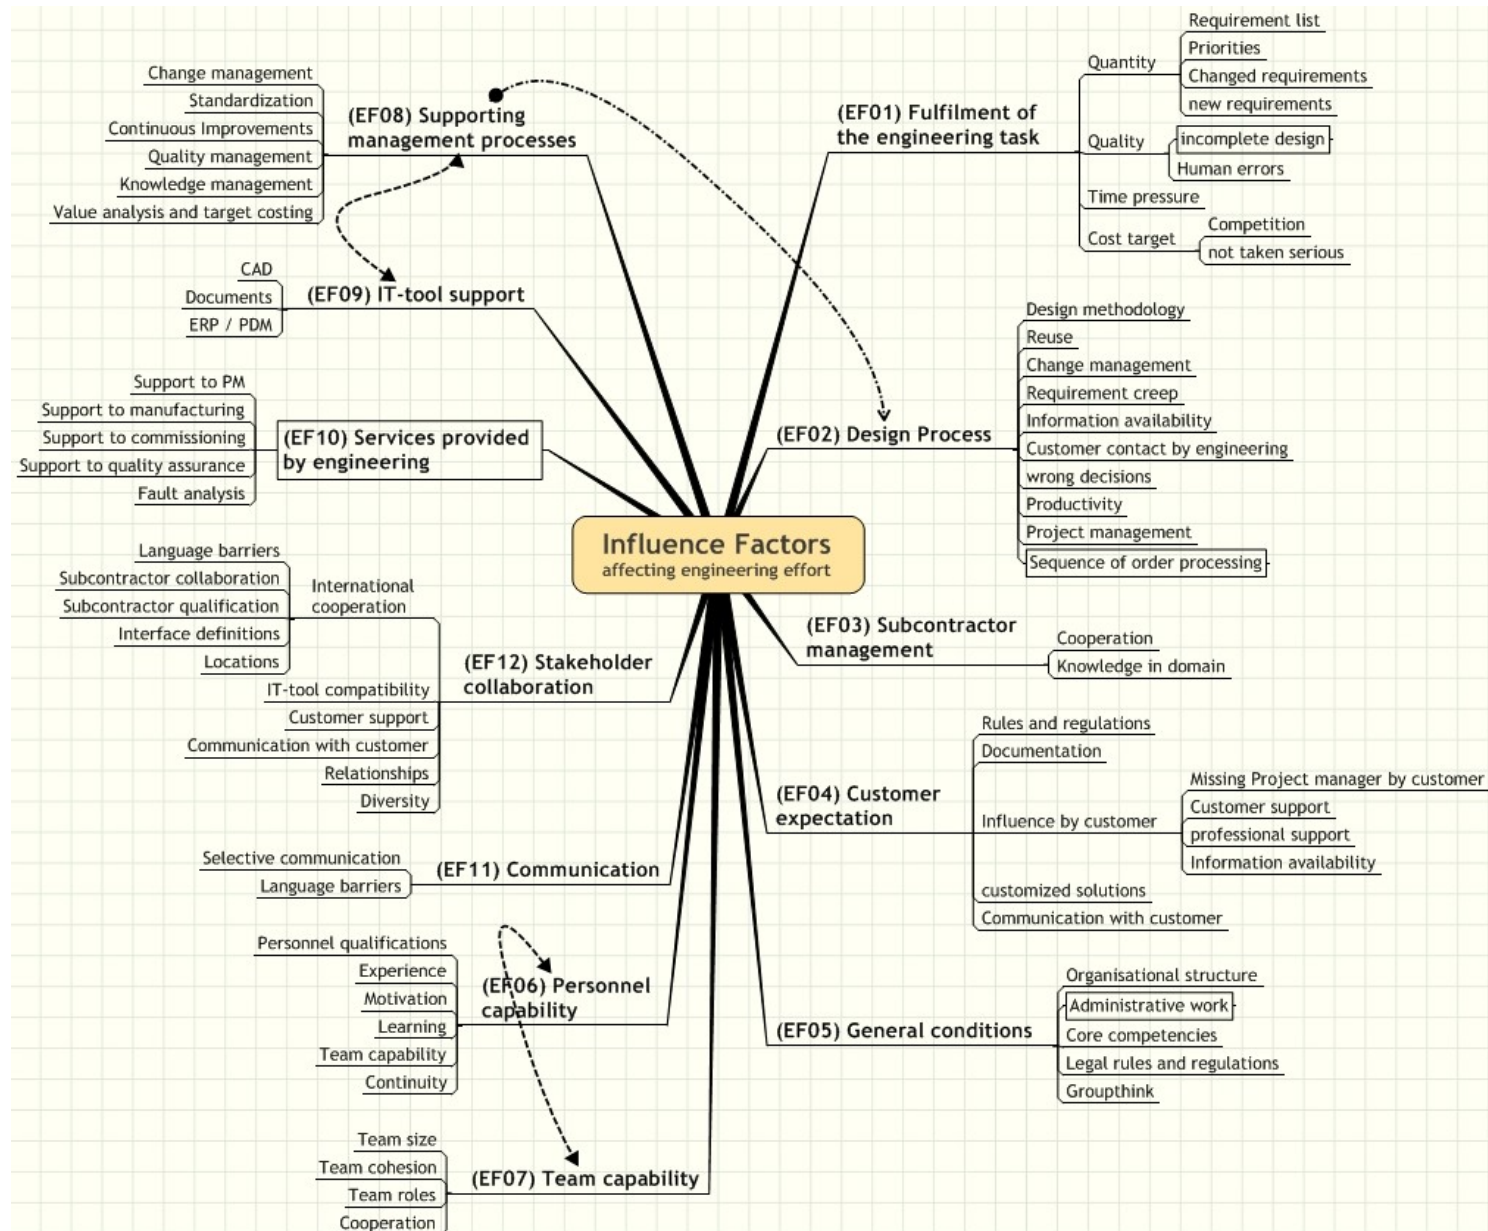 Influence Factors
affecting engineering effort
(EF01) Fulfilment of
the engineering task
Quantity
Requirement list
Priorities
Changed requirements
new requirements
Quality
incomplete design
Human errors
Time pressure
Cost target
Competition
not taken serious
(EF02) Design Process
Design methodology
Reuse
Change management
Requirement creep
Information availability
Customer contact by engineering
wrong decisions
Productivity
Project management
Sequence of order processing
(EF03) Subcontractor
management
Cooperation
Knowledge in domain
(EF04) Customer
expectation
Rules and regulations
Documentation
Influence by customer
Missing Project manager by customer
Customer support
professional support
Information availability
customized solutions
Communication with customer
(EF05) General conditions
Organisational structure
Administrative work
Core competencies
Legal rules and regulations
Groupthink
(EF08) Supporting
management processes
Change management
Standardization
Continuous Improvements
Quality management
Knowledge management
Value analysis and target costing
(EF09) IT-tool support
CAD
Documents
ERP / PDM
(EF10) Services provided
by engineering
Support to PM
Support to manufacturing
Support to commissioning
Support to quality assurance
Fault analysis
(EF12) Stakeholder
collaboration
International
cooperation
Language barriers
Subcontractor collaboration
Subcontractor qualification
Interface definitions
Locations
IT-tool compatibility
Customer support
Communication with customer
Relationships
Diversity
(EF11) Communication
Selective communication
Language barriers
(EF06) Personnel
capability
Personnel qualifications
Experience
Motivation
Learning
Team capability
Continuity
(EF07) Team capability
Team size
Team cohesion
Team roles
Cooperation